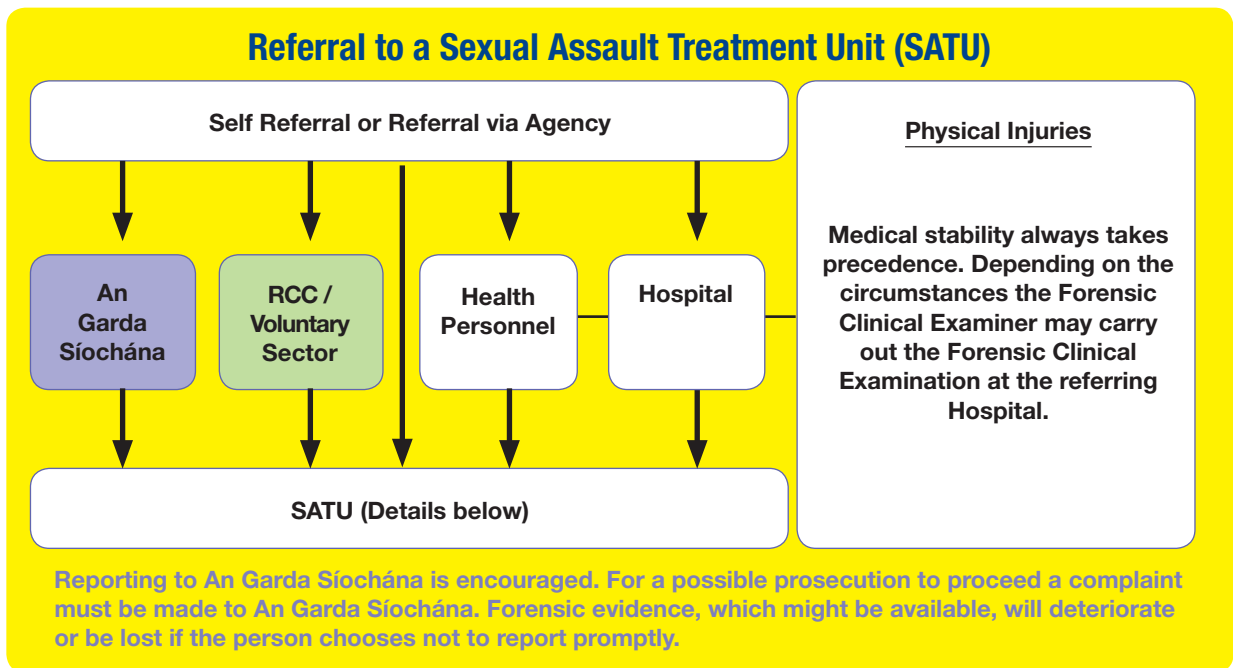 Referral to a Sexual Assault Treatment Unit (SATU)
Self Referral or Referral via Agency
An
Garda
Síochána
RCC /
Voluntary
Sector
Health
Personnel
Hospital
SATU (Details below)
Physical Injuries
Medical stability always takes
precedence. Depending on the
circumstances the Forensic
Clinical Examiner may carry
out the Forensic Clinical
Examination at the referring
Hospital.
Reporting to An Garda Síochána is encouraged. For a possible prosecution to proceed a complaint
must be made to An Garda Síochána. Forensic evidence, which might be available, will deteriorate
or be lost if the person chooses not to report promptly.